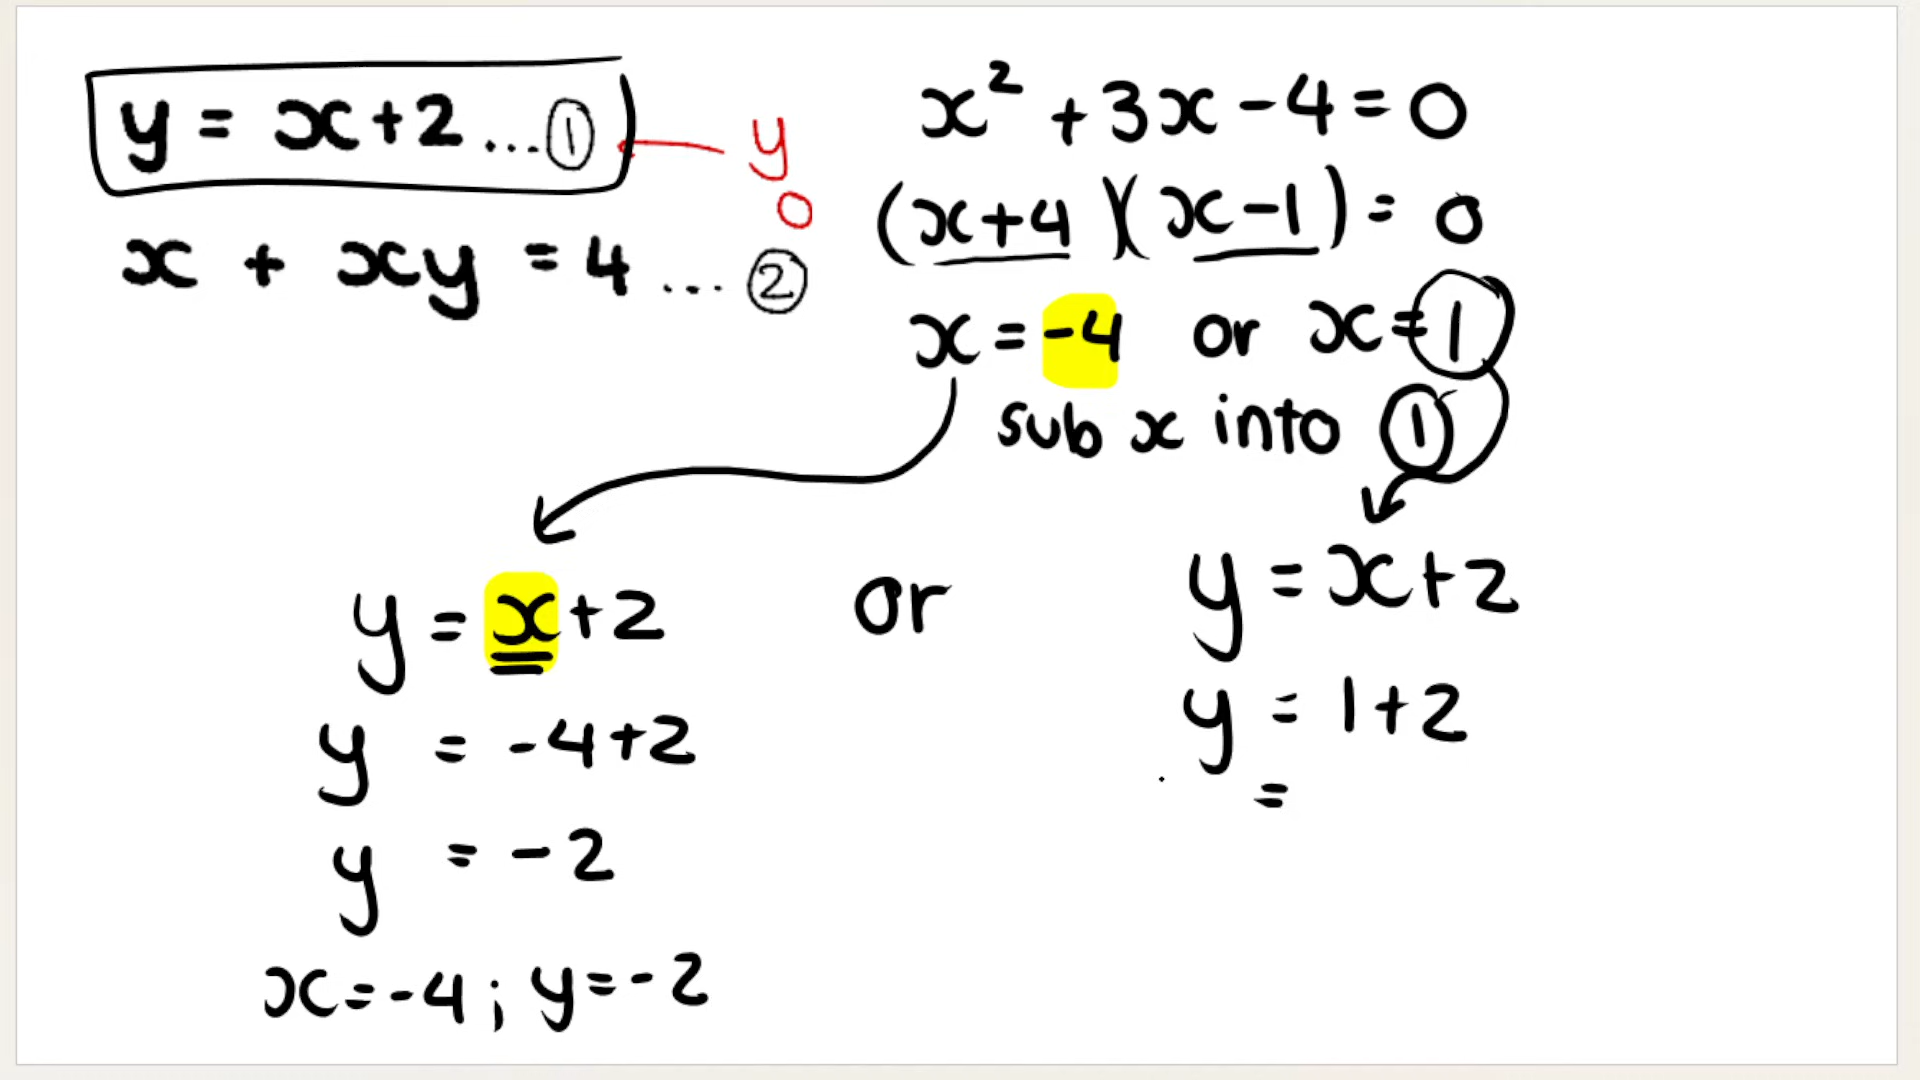 y = x+2 ... ①
y
o
x + xy = 4 ... ②
x² + 3x - 4 = 0
(x+4)(x-1) = 0
x = -4 or x = 1
sub x into ①
y = x+2
y = -4+2
y = -2
x = -4 ; y = -2
or
y = x+2
y = 1+2
=